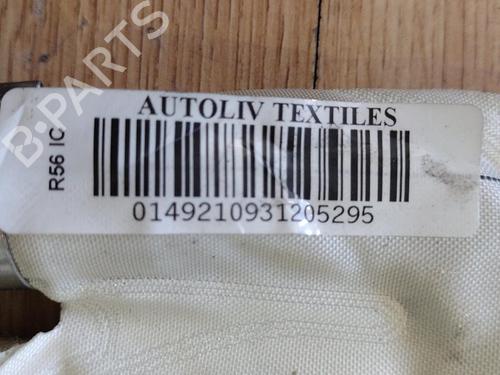 B-PARTS
AUTOLIV TEXTILES
R56 IC
0149210931205295